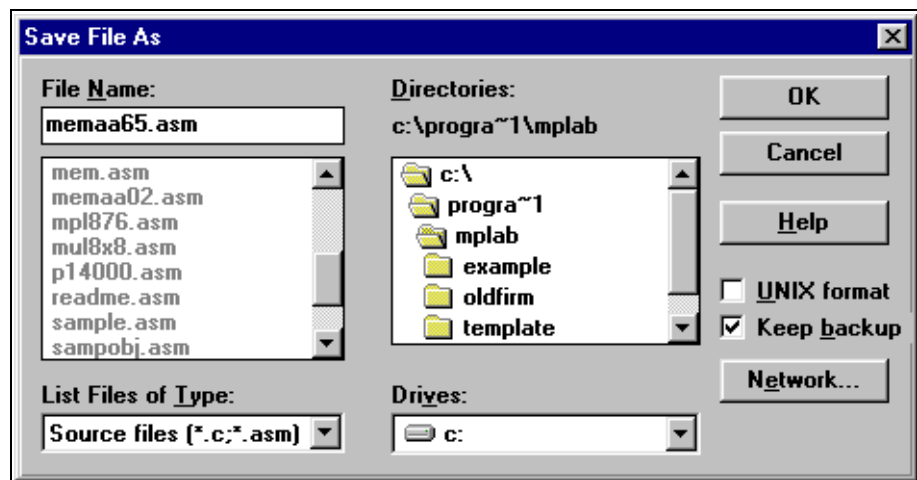 Save File As
File Name:
memaa65.asm
mem.asm
memaa02.asm
mpl876.asm
mul8x8.asm
p14000.asm
readme.asm
sample.asm
sampobj.asm
List Files of Type:
Source files (*.c;*.asm)
Directories:
c:\progra~1\mplab
c:\
progra~1
mplab
example
oldfirm
template
Drives:
c:
OK
Cancel
Help
UNIX format
Keep backup
Network...